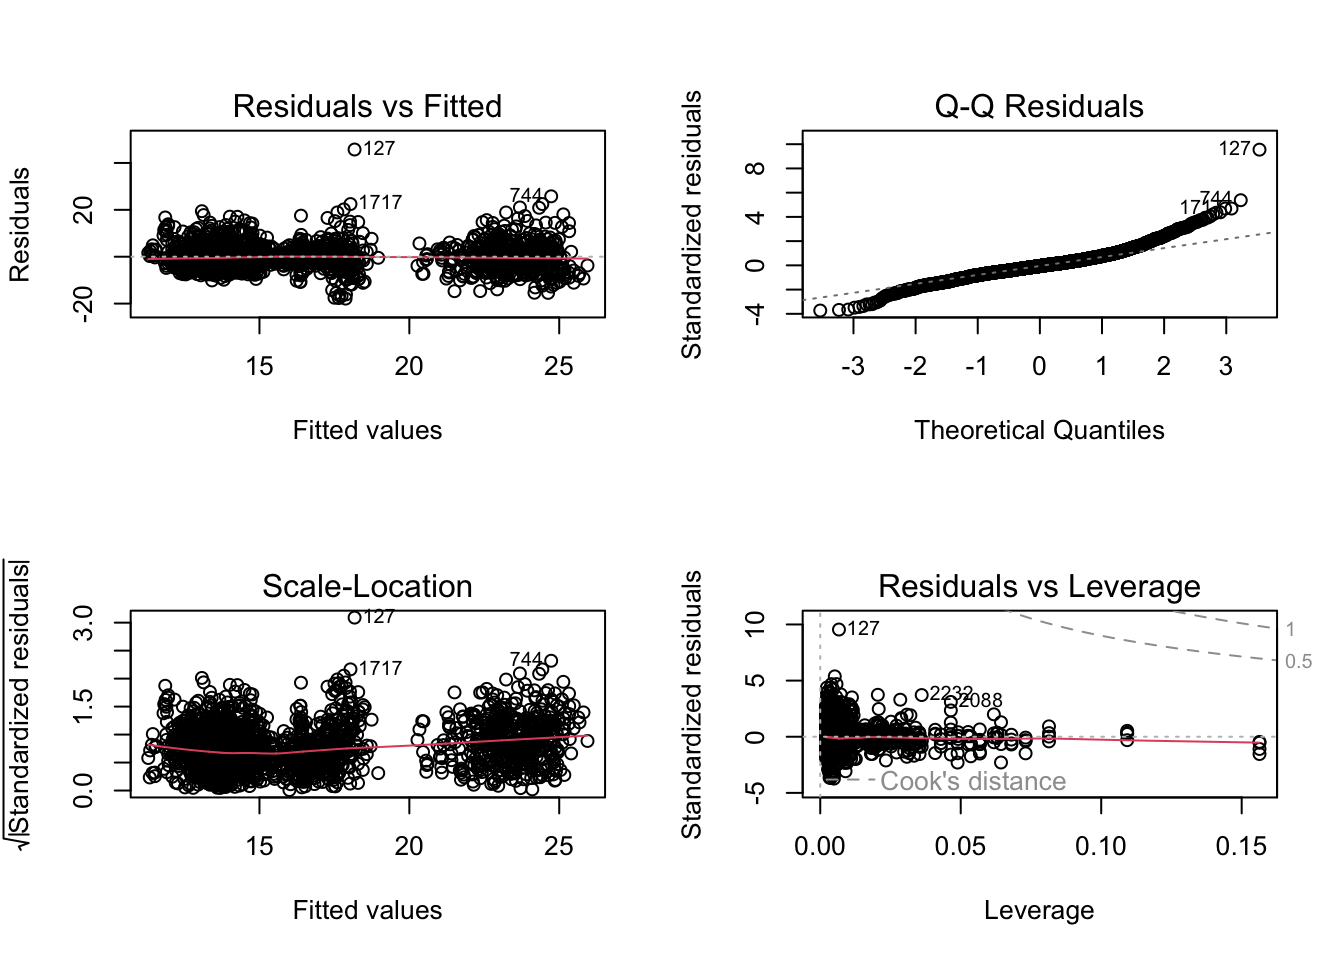 Residuals vs Fitted
Residuals
20
-20
127
1717
744
15 20 25
Fitted values
Q-Q Residuals
Standardized residuals
8
4
0
-4
127
744
1717
-3 -2 -1 0 1 2 3
Theoretical Quantiles
Scale-Location
√|Standardized residuals|
3.0
1.5
0.0
127
1717
744
15 20 25
Fitted values
Residuals vs Leverage
Standardized residuals
10
5
0
-5
127
2232
2088
1
0.5
Cook's distance
0.00 0.05 0.10 0.15
Leverage